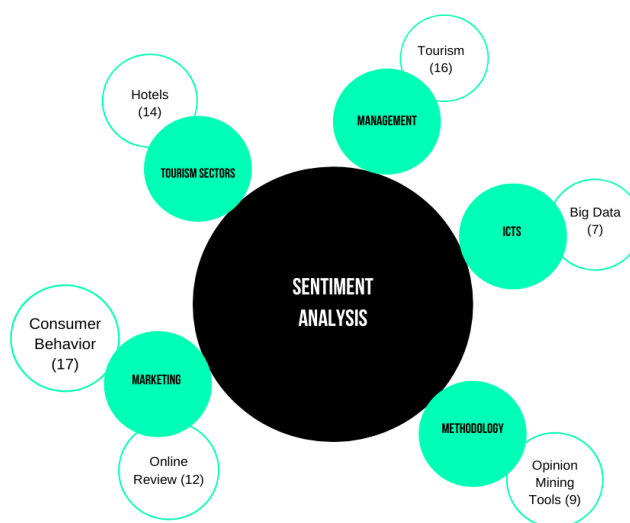 Tourism
(16)
MANAGEMENT
Hotels
(14)
TOURISM SECTORS
Big Data
(7)
ICTS
SENTIMENT
ANALYSIS
Consumer
Behavior
(17)
MARKETING
Online
Review (12)
METHODOLOGY
Opinion
Mining
Tools (9)